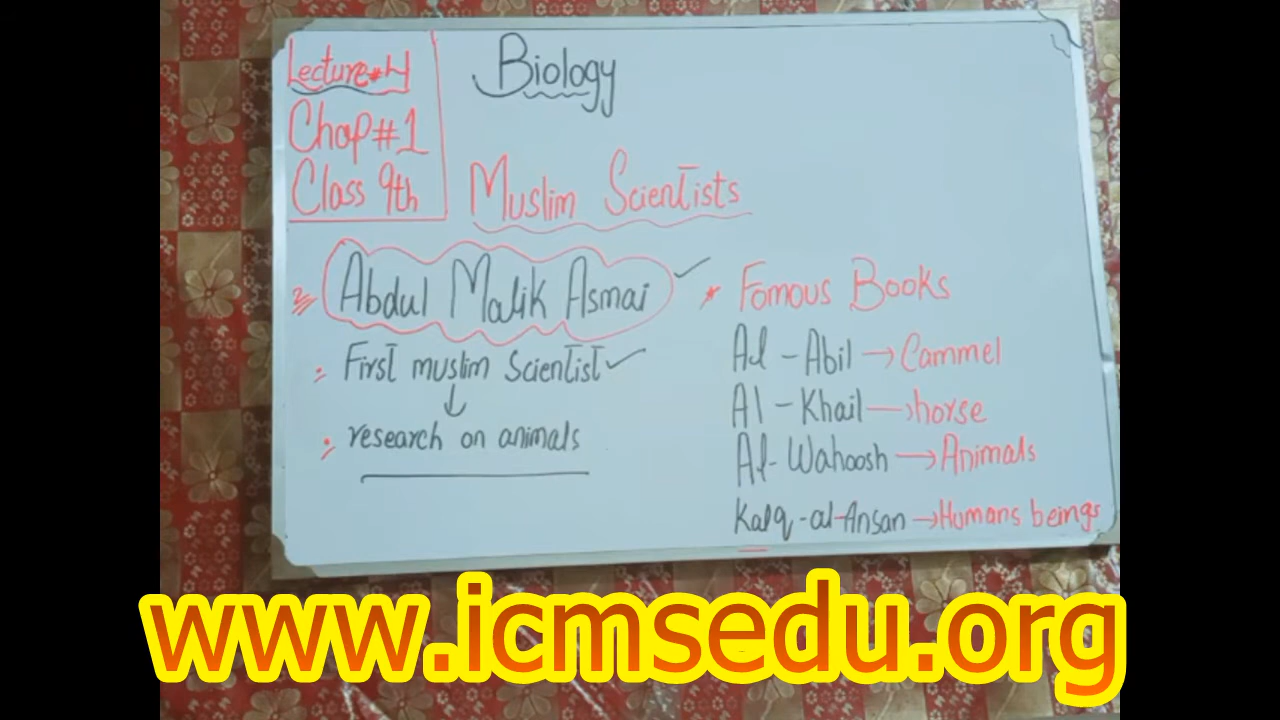 Lecture#4
Chap#1
Class 9th
Biology
Muslim Scientists
Abdul Malik Asmai
First muslim Scientist
research on animals
Fomous Books
Al-Abil → Cammel
Al-Khail → horse
Al-Wahoosh → Animals
Kalq-al-Ansan → Humans beings
www.icmsedu.org